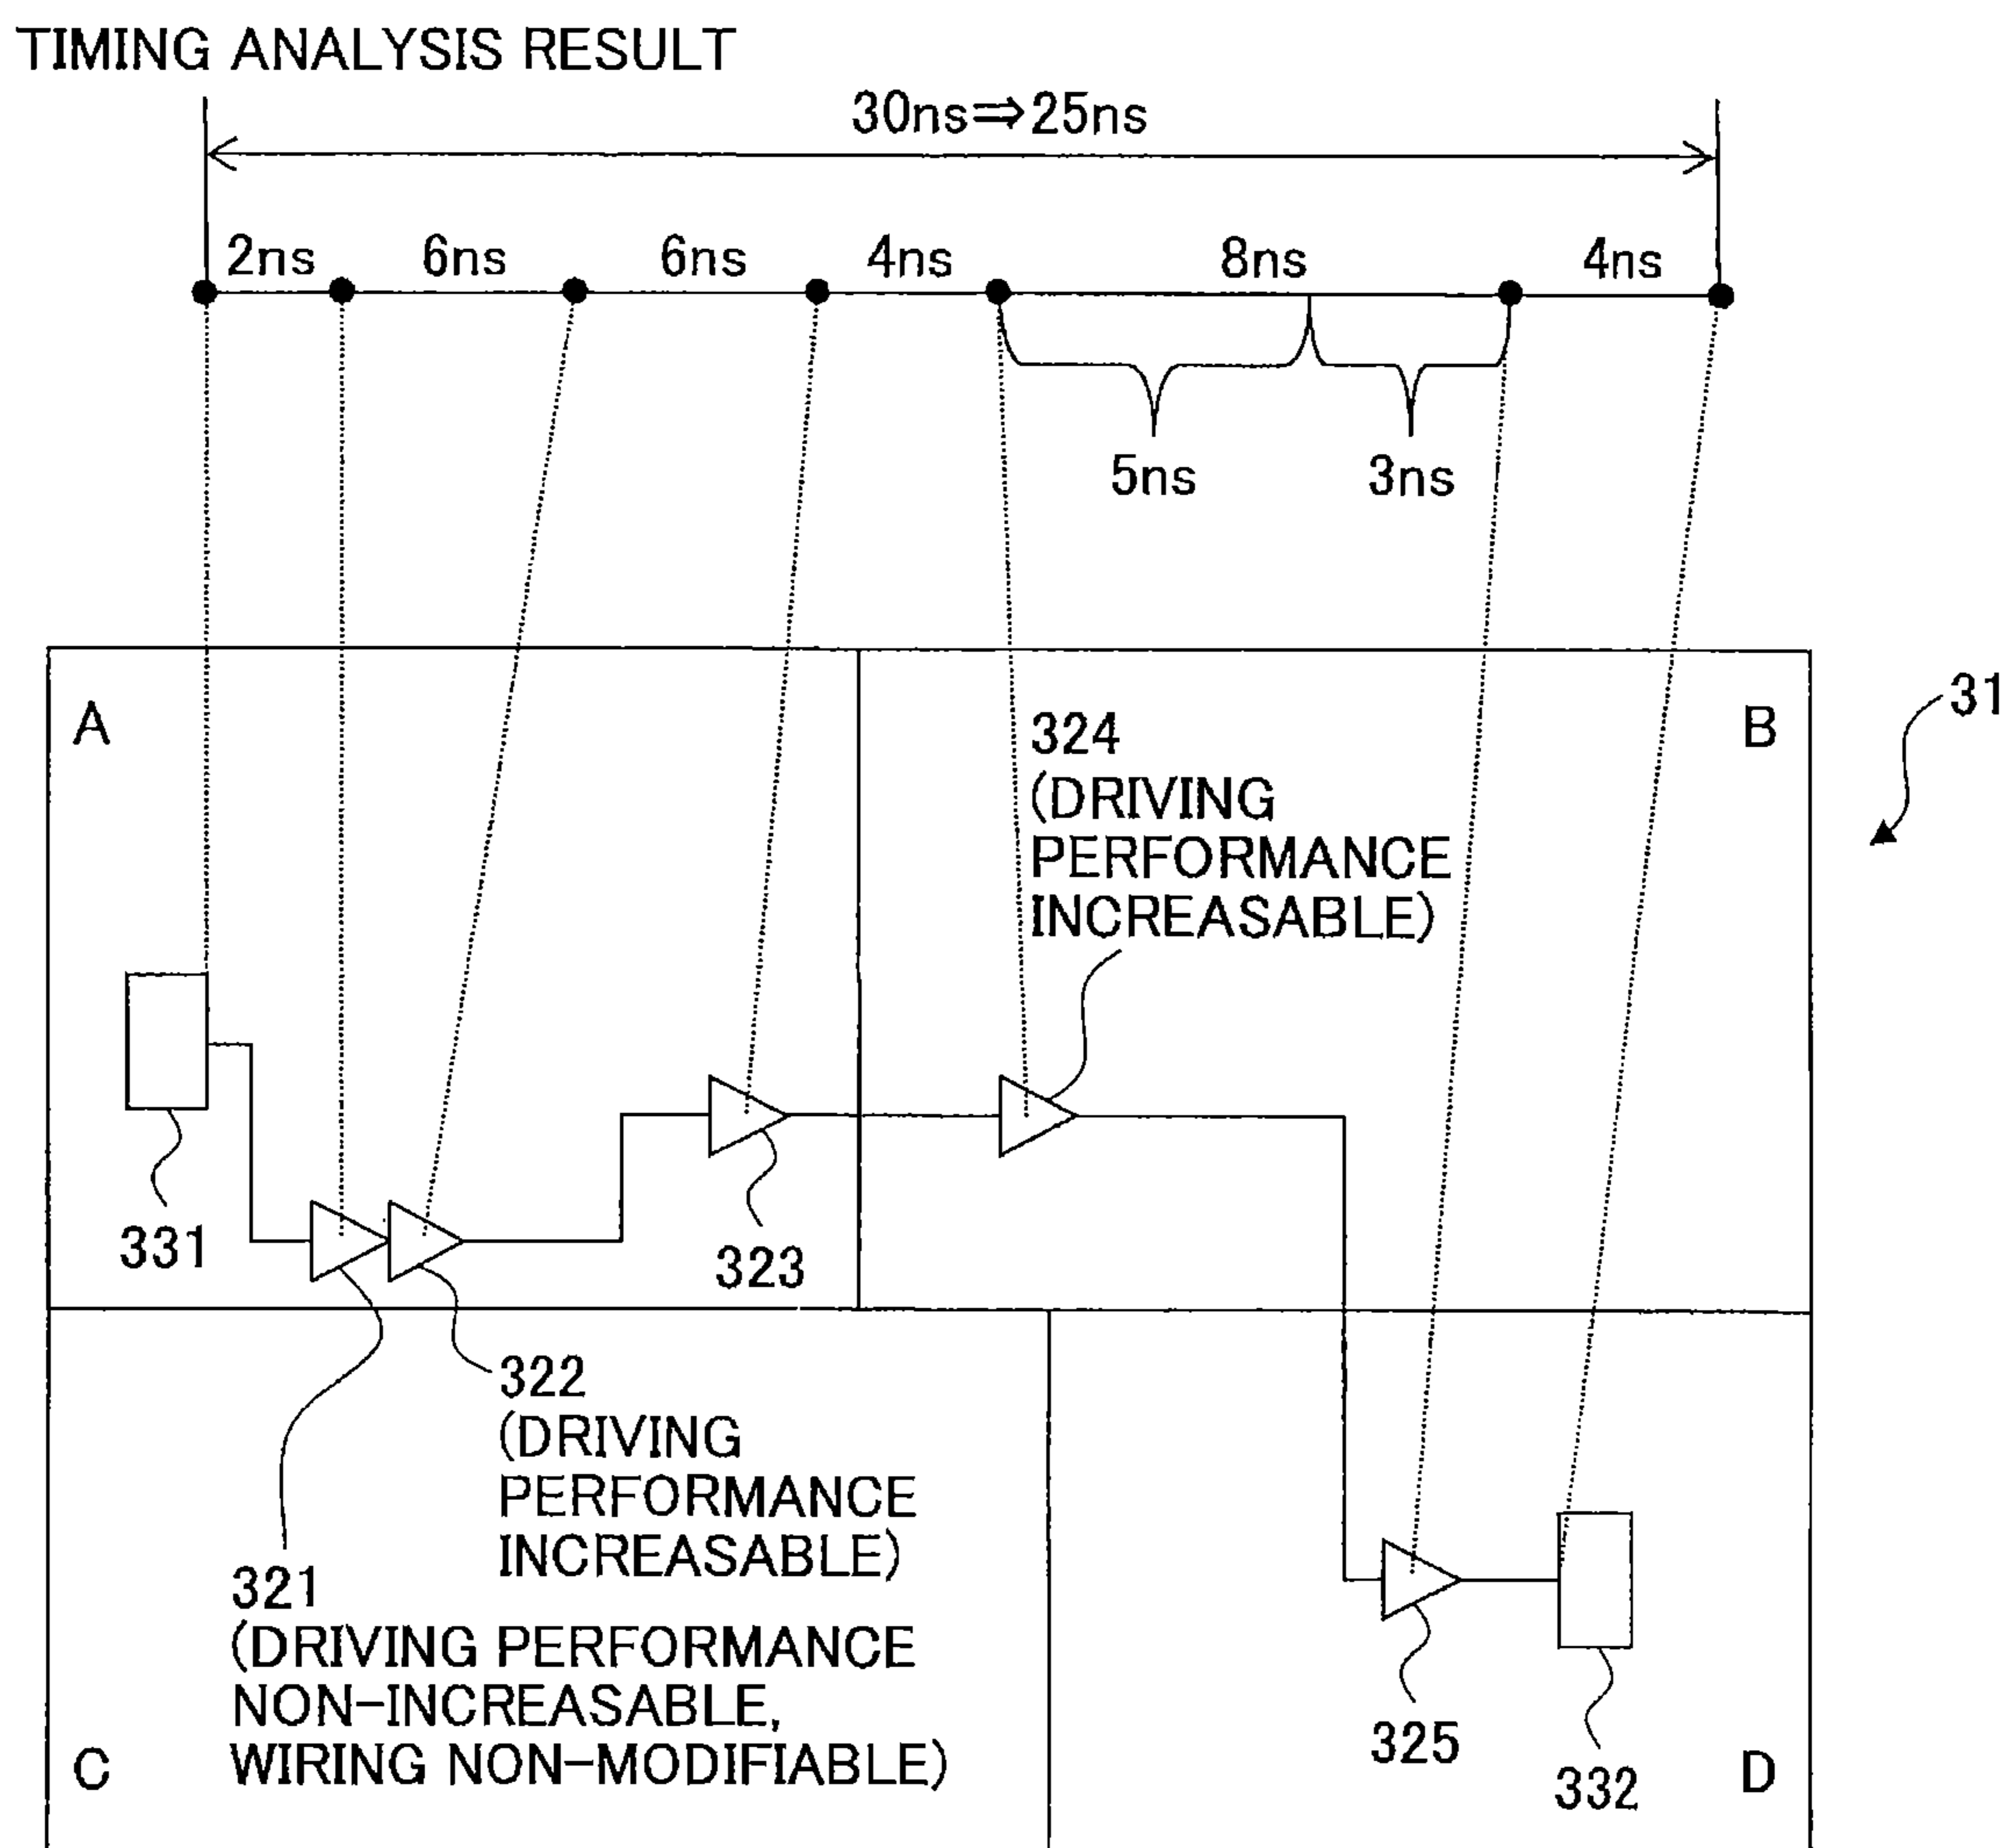 TIMING ANALYSIS RESULT
30ns⇒25ns
2ns
6ns
6ns
4ns
8ns
4ns
5ns
3ns
31
A
B
324
(DRIVING
PERFORMANCE
INCREASABLE)
331
323
322
(DRIVING
PERFORMANCE
INCREASABLE)
321
(DRIVING PERFORMANCE
NON-INCREASABLE,
WIRING NON-MODIFIABLE)
325
332
C
D